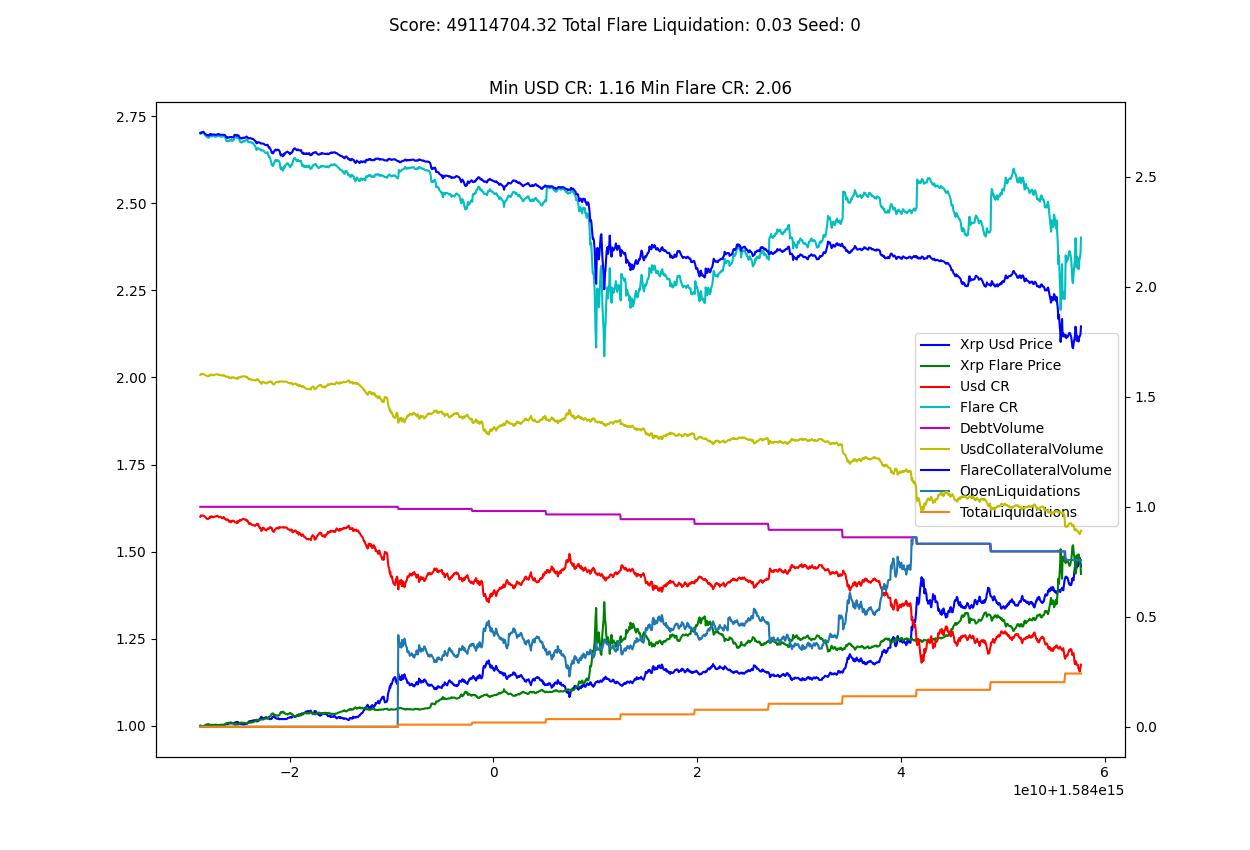 Score: 49114704.32 Total Flare Liquidation: 0.03 Seed: 0
Min USD CR: 1.16 Min Flare CR: 2.06
2.75
2.50
2.25
2.00
1.75
1.50
1.25
1.00
2.5
2.0
1.5
1.0
0.5
0.0
Xrp Usd Price
Xrp Flare Price
Usd CR
Flare CR
DebtVolume
UsdCollateralVolume
FlareCollateralVolume
OpenLiquidations
TotalLiquidations
−2 0 2 4 6
1e10+1.584e15